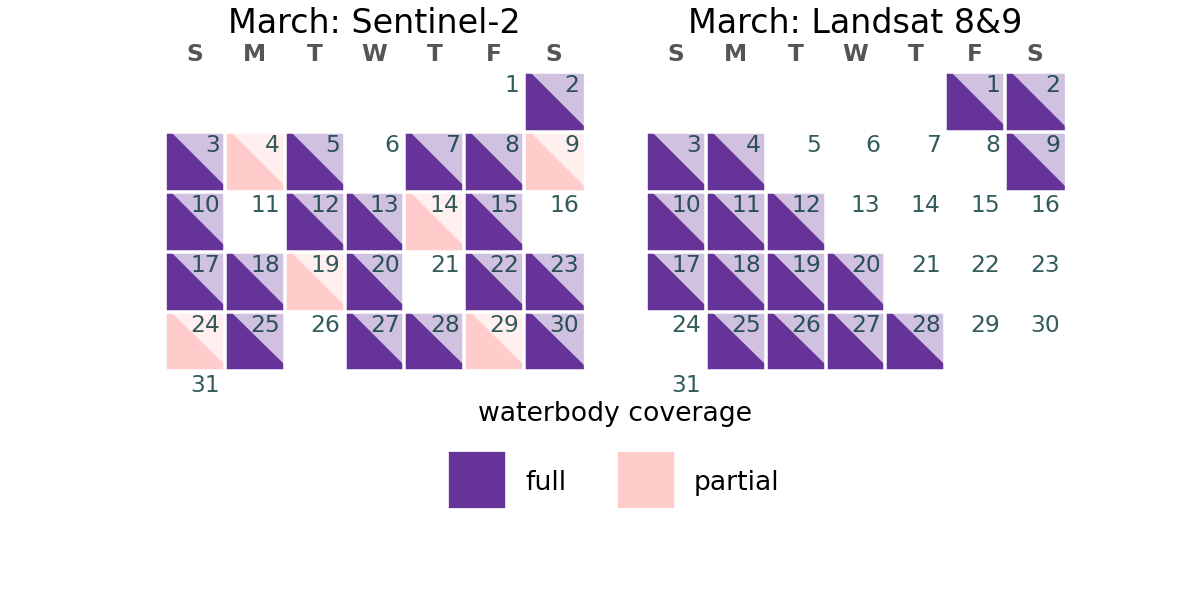 March: Sentinel-2
S M T W T F S
1 2
3 4 5 6 7 8 9
10 11 12 13 14 15 16
17 18 19 20 21 22 23
24 25 26 27 28 29 30
31
March: Landsat 8&9
S M T W T F S
1 2
3 4 5 6 7 8 9
10 11 12 13 14 15 16
17 18 19 20 21 22 23
24 25 26 27 28 29 30
31
waterbody coverage
full partial